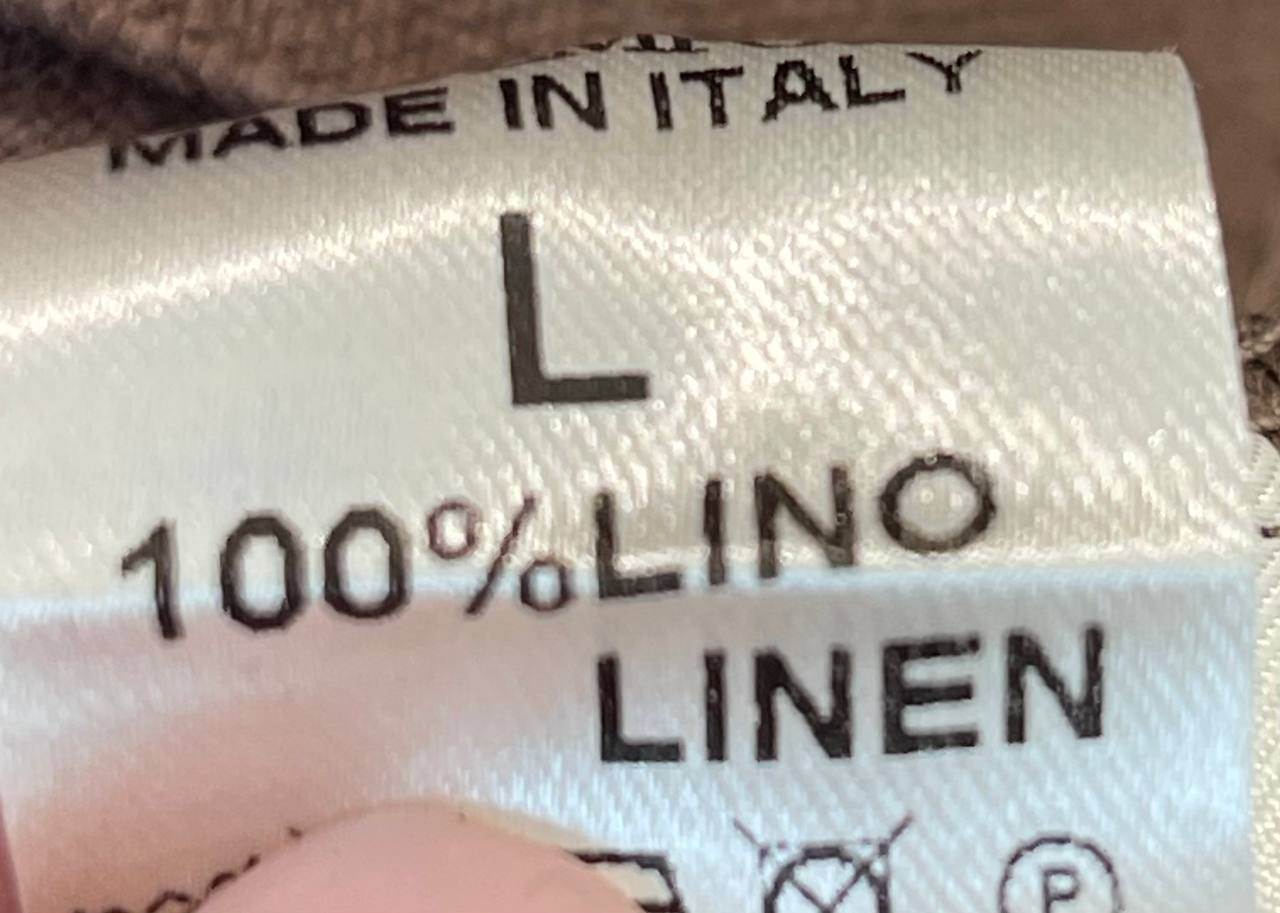 MADE IN ITALY
L
100% LINO
LINEN
P